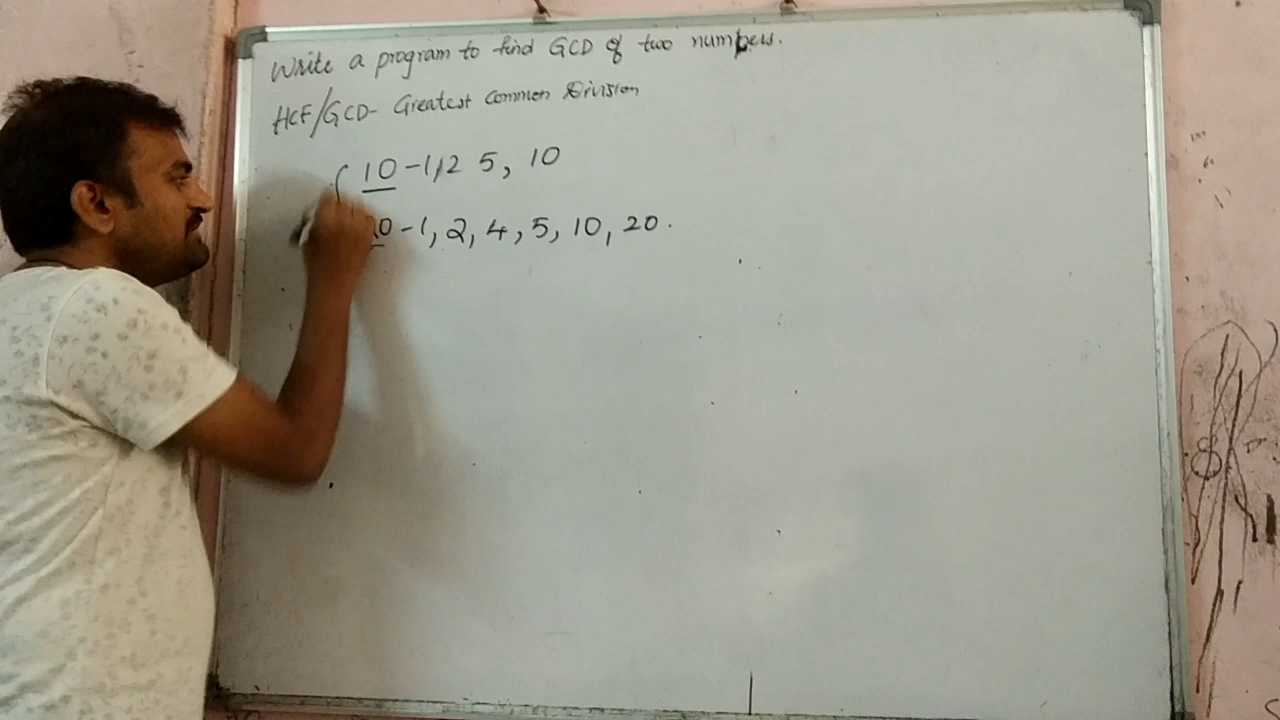 Write a program to find GCD of two numbers.
HCF/GCD- Greatest Common Division
10 -1,2 5, 10
20 -1, 2, 4, 5, 10, 20.